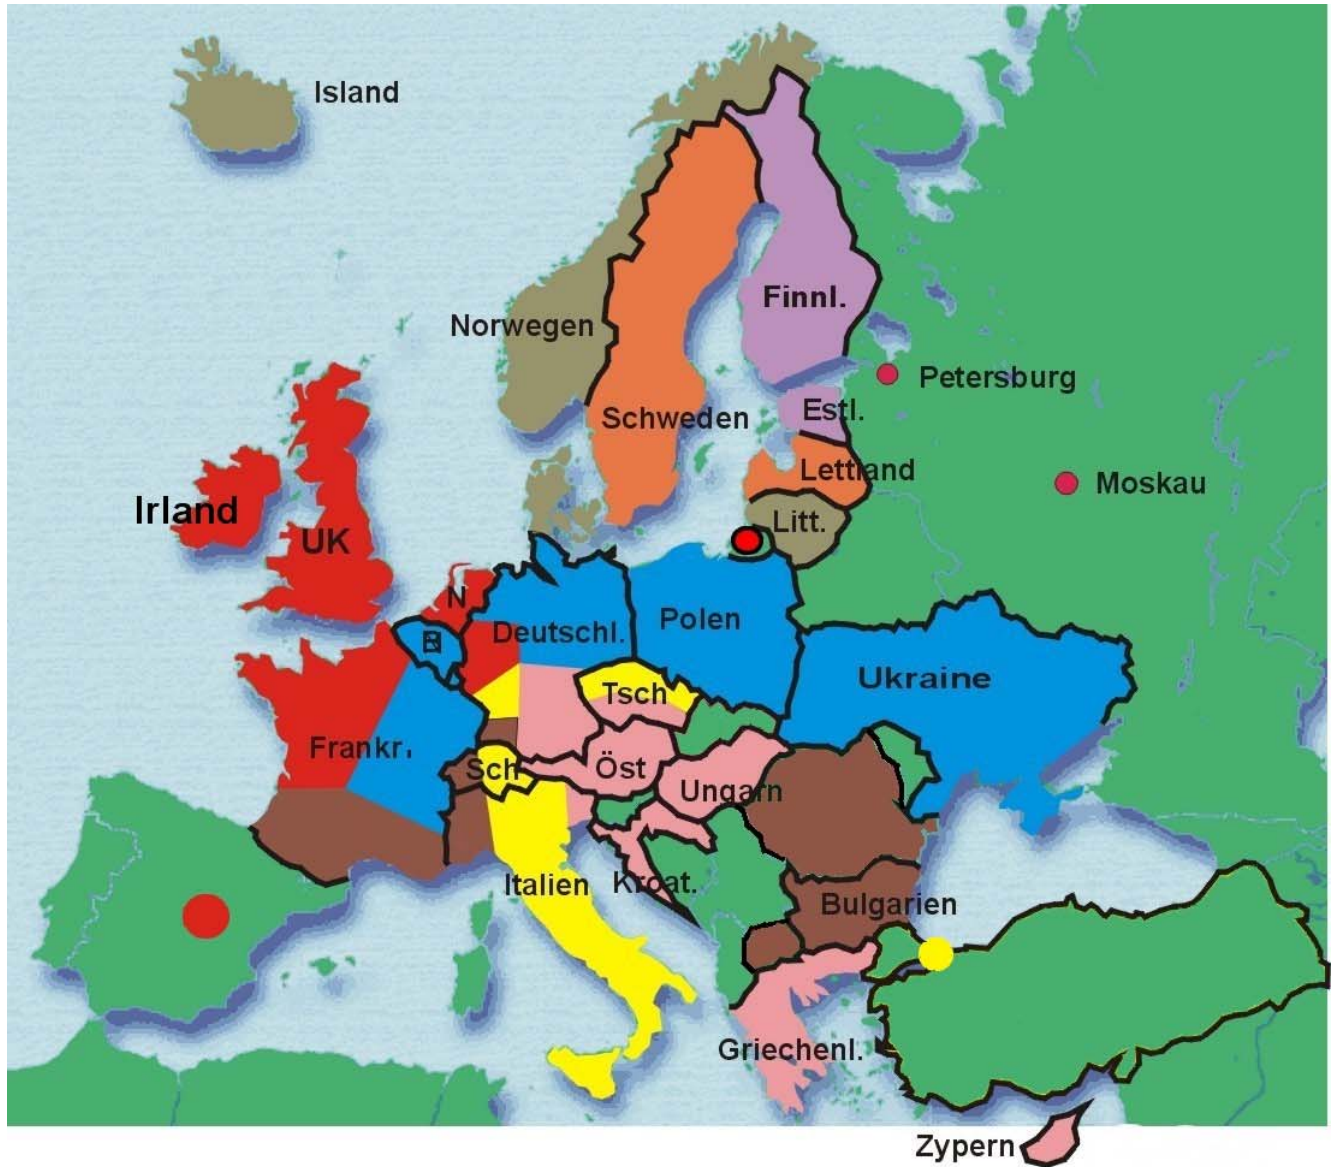 Island
Norwegen
Finnl.
Petersburg
Schweden
Estl.
Lettland
Moskau
Irland
Litt.
UK
N
B
Deutschl.
Polen
Ukraine
Tsch
Frankr.
Sch
Öst
Ungarn
Italien
Kroat.
Bulgarien
Griechenl.
Zypern